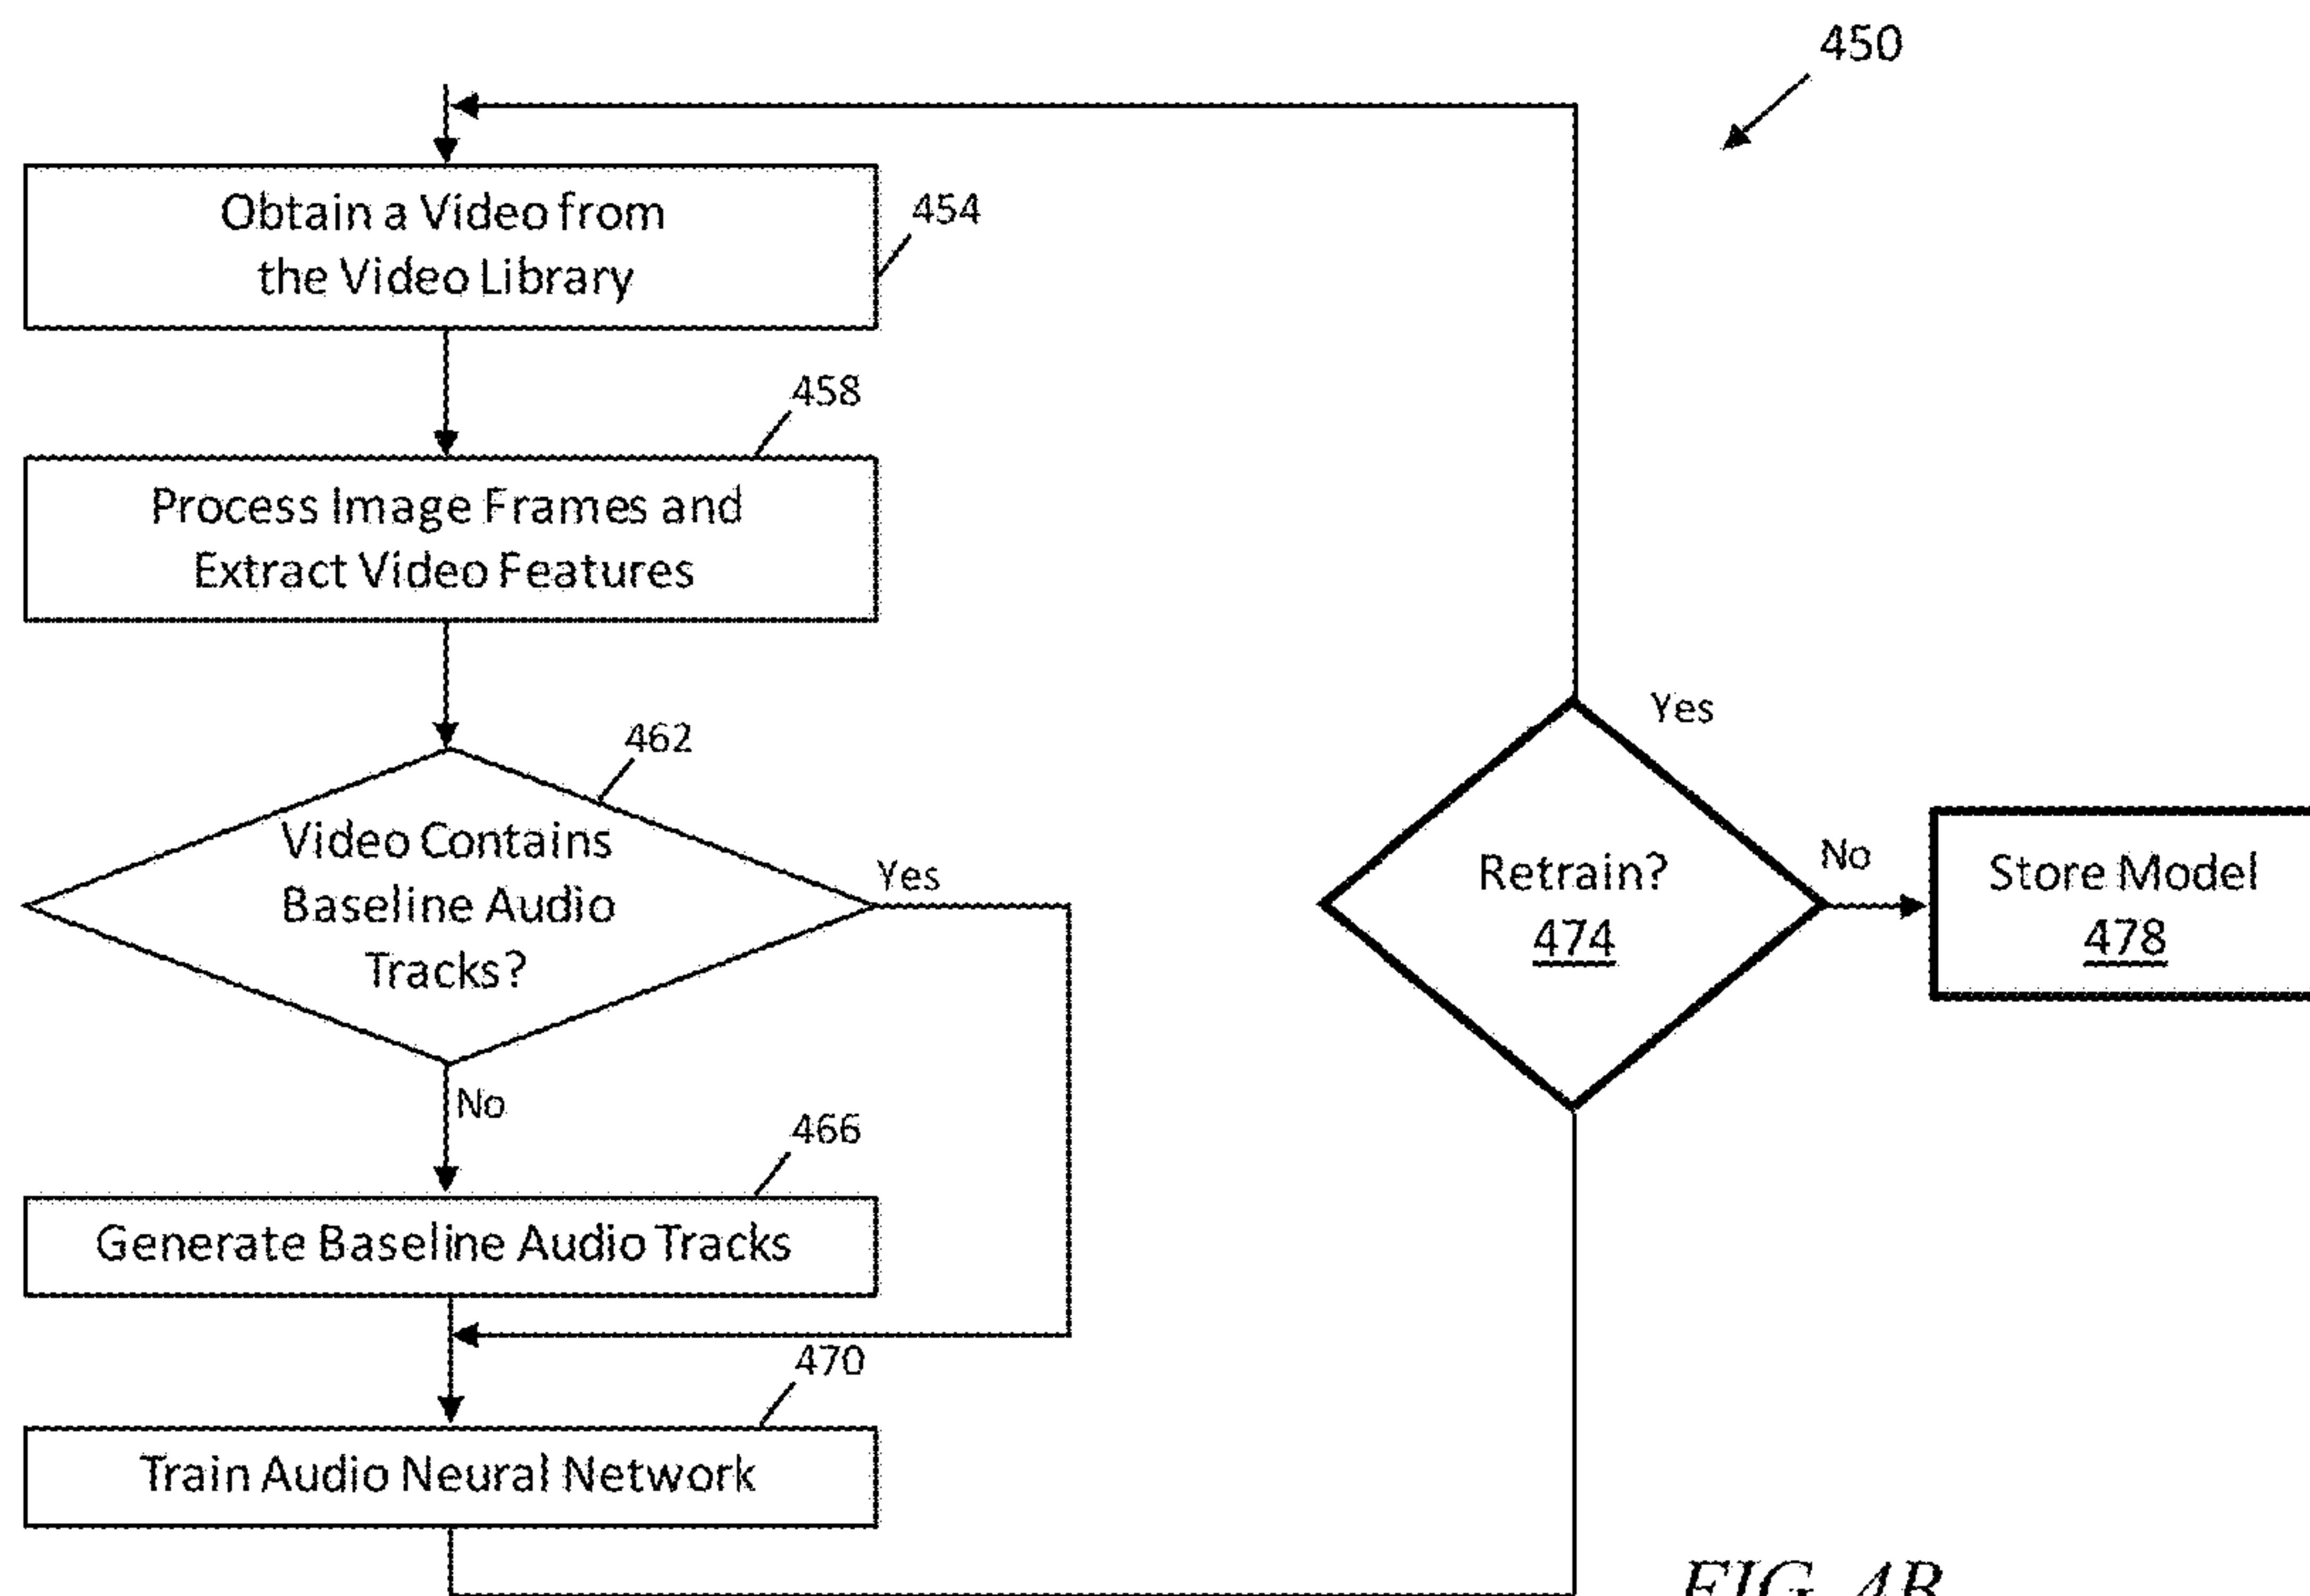 450
Obtain a Video from
the Video Library
454
458
Process Image Frames and
Extract Video Features
462
Video Contains
Baseline Audio
Tracks?
Yes
No
466
Generate Baseline Audio Tracks
470
Train Audio Neural Network
Yes
Retrain?
474
No
Store Model
478
FIG. 4B